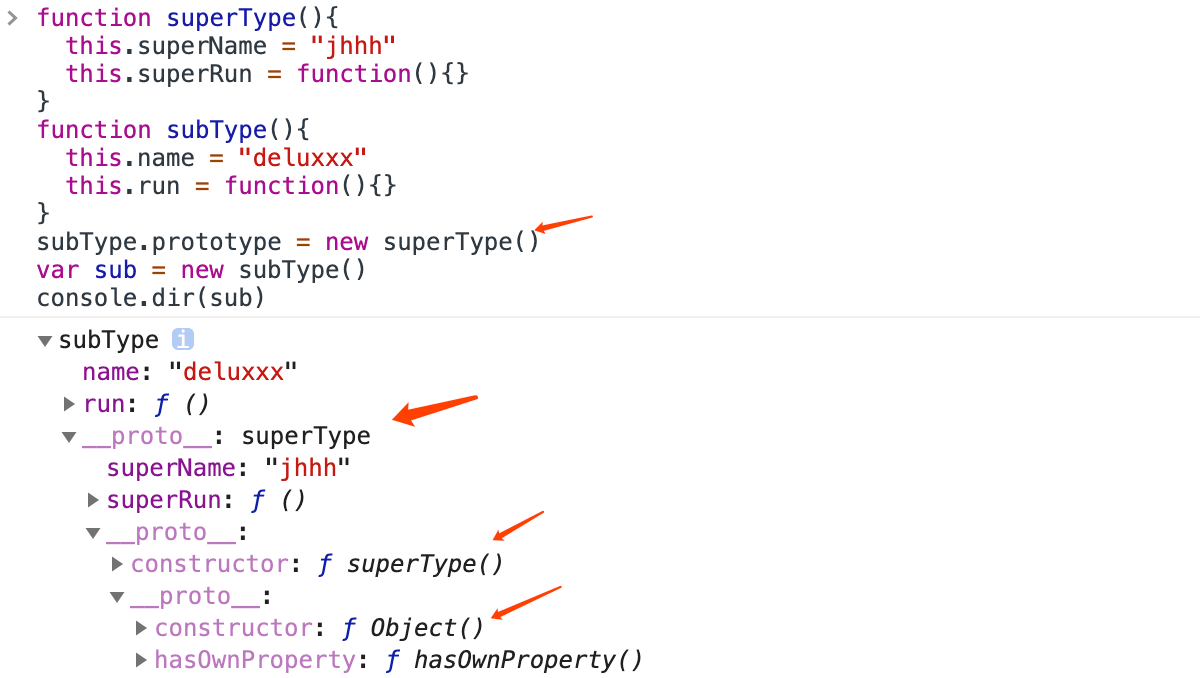 > function superType(){
this.superName = "jhhh"
this.superRun = function(){}
}
function subType(){
this.name = "deluxxx"
this.run = function(){}
}
subType.prototype = new superType()
var sub = new subType()
console.dir(sub)
▼ subType i
name: "deluxxx"
▶ run: ƒ ()
▼ __proto__: superType
superName: "jhhh"
▶ superRun: ƒ ()
▼ __proto__:
▶ constructor: ƒ superType()
▼ __proto__:
▶ constructor: ƒ Object()
▶ hasOwnProperty: ƒ hasOwnProperty()